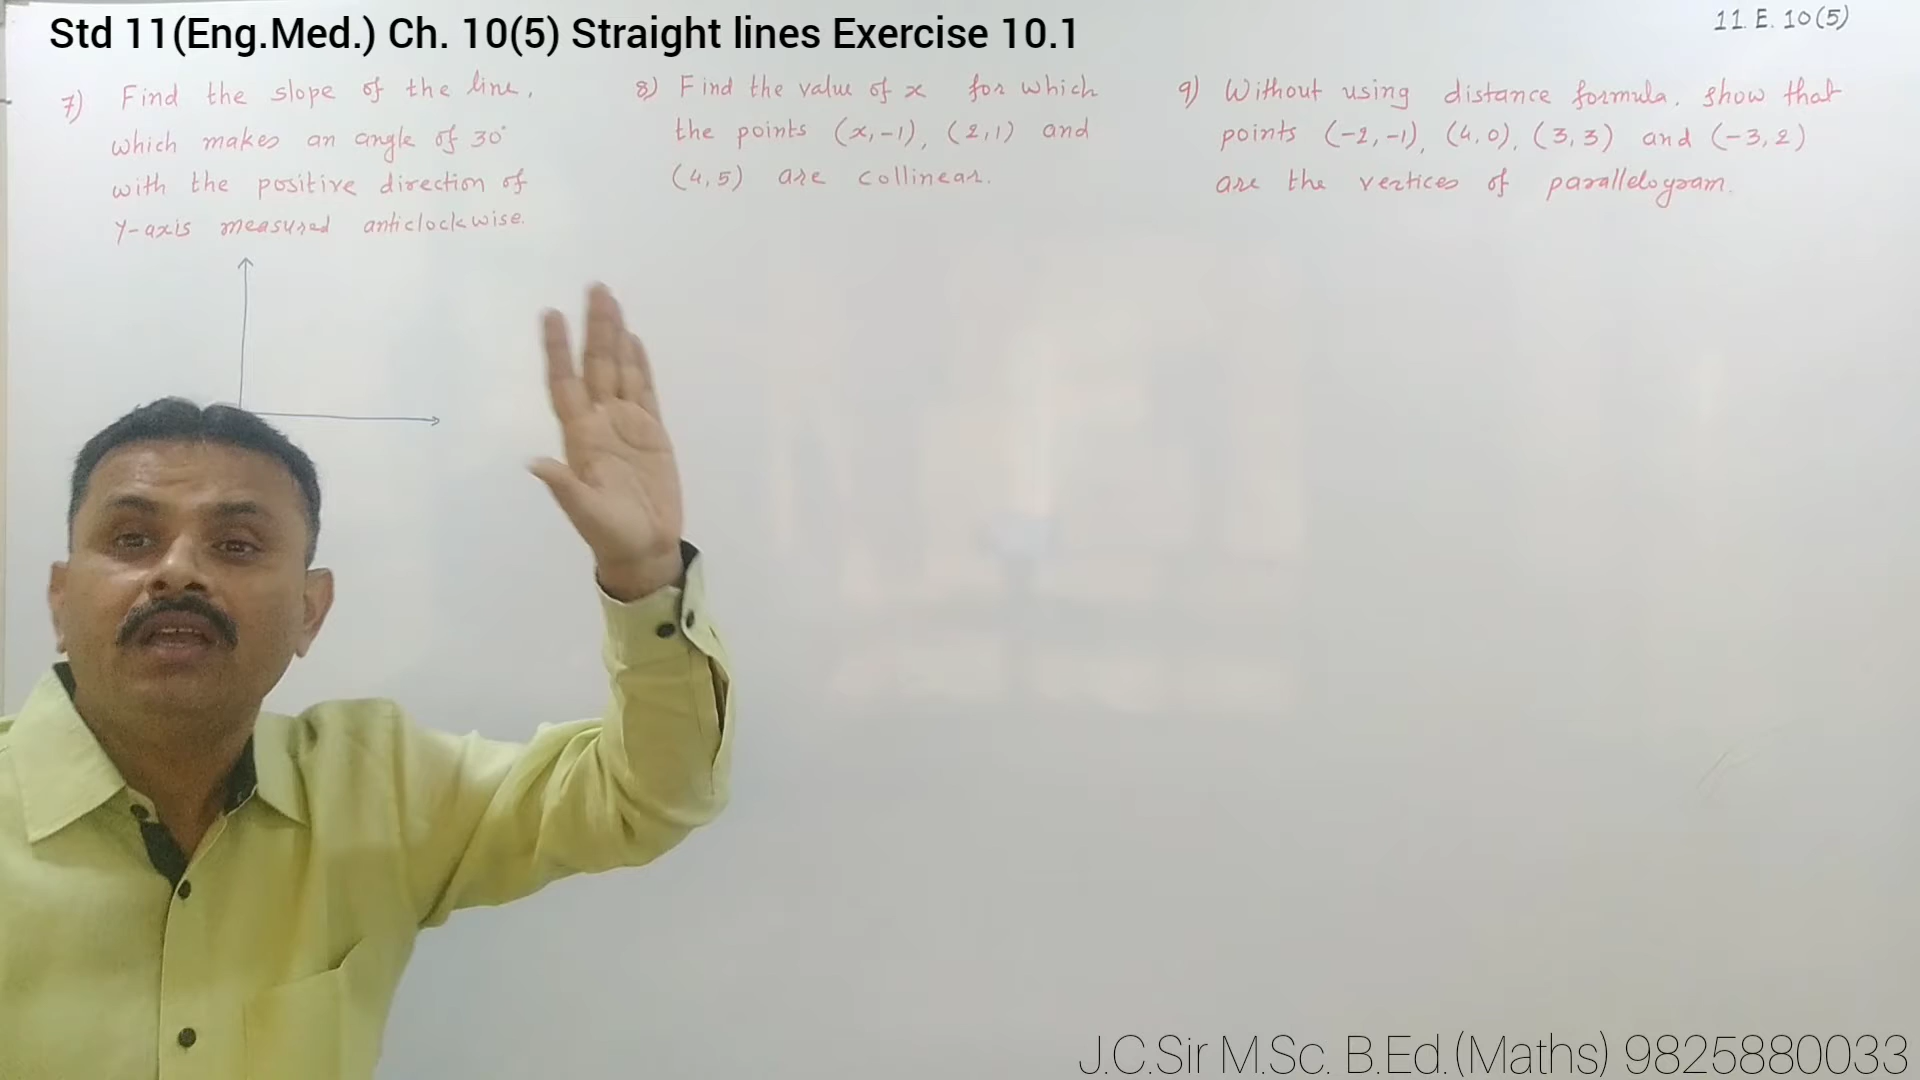 Std 11(Eng.Med.) Ch. 10(5) Straight lines Exercise 10.1
11. E. 10(5)
7) Find the slope of the line,
which makes an angle of 30°
with the positive direction of
Y-axis measured anticlockwise.
8) Find the value of x for which
the points (x,-1), (2,1) and
(4,5) are collinear.
9) Without using distance formula, show that
points (-2,-1), (4,0), (3,3) and (-3,2)
are the vertices of parallelogram.
J.C.Sir M.Sc. B.Ed.(Maths) 9825880033